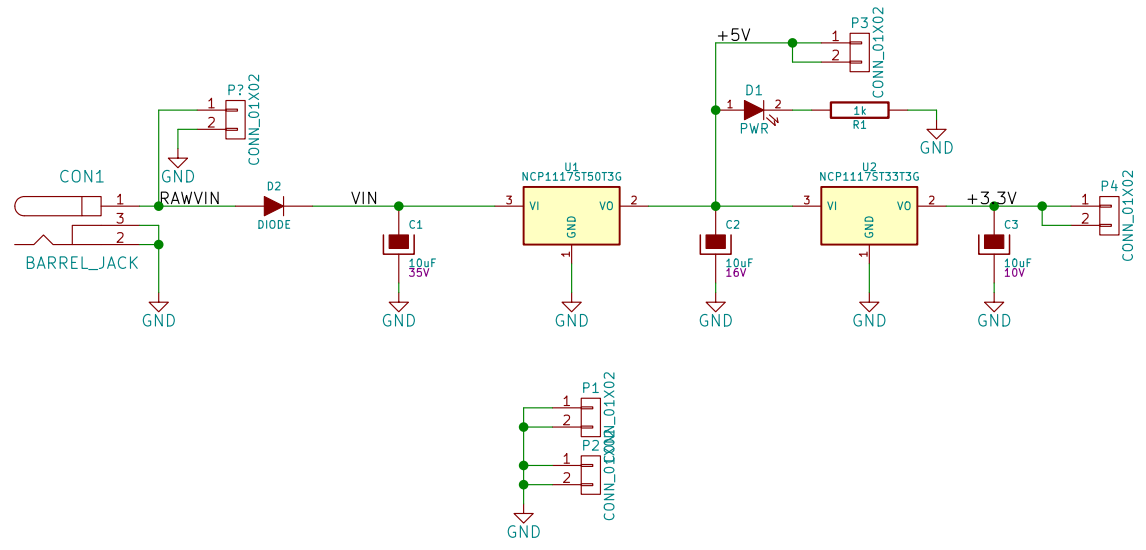 +5V
P3
1
2
CONN_01X02
P?
1
2
CONN_01X02
GND
D1
1
2
PWR
1k
R1
GND
CON1
1
3
2
BARREL_JACK
GND
RAWVIN
D2
DIODE
VIN
C1
10uF
35V
GND
U1
NCP1117ST50T3G
3
VI
VO
2
GND
1
GND
C2
10uF
16V
GND
U2
NCP1117ST33T3G
3
VI
VO
2
GND
1
GND
+3.3V
C3
10uF
10V
GND
P4
1
2
CONN_01X02
P1
1
2
CONN_01X02
P2
1
2
CONN_01X02
GND